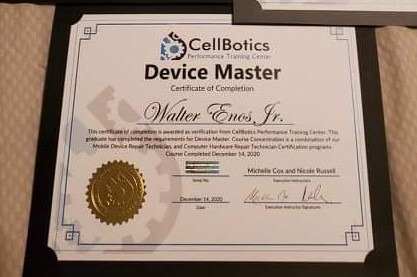 CellBotics
Performance Training Center
Device Master
Certificate of Completion
Walter Enos, Jr.
This certificate of completion is awarded as verification from CellBotics Performance Training Center. This
graduate has completed the requirements for Device Master. Course Concentration is a combination of our
Mobile Device Repair Technician, and Computer Hardware Repair Technician Certification programs.
Course Completed December 14, 2020
Michelle Cox and Nicole Russell
Serial No.
Executive Instructors
December 14, 2020
Date
Executive Instructor Signatures